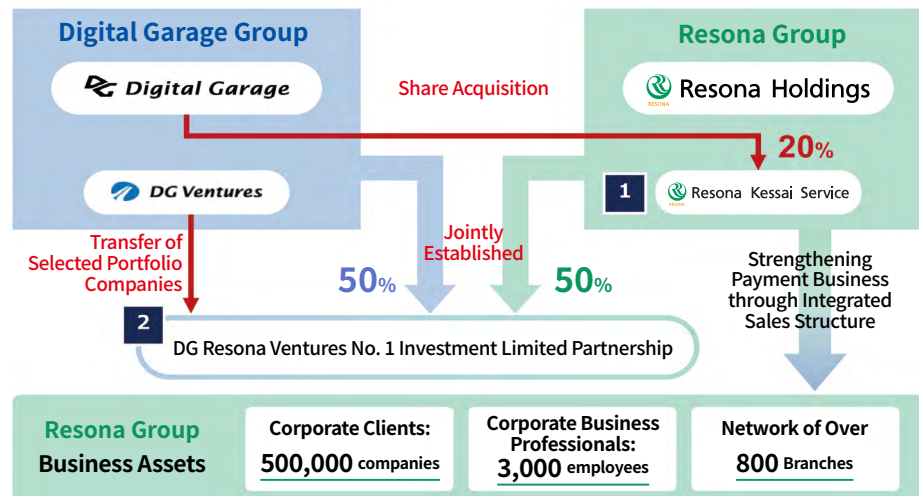 Digital Garage Group
DG Digital Garage
DG Ventures
Share Acquisition
Resona Group
RESONA
Resona Holdings
20%
1
RESONA
Resona Kessai Service
Transfer of
Selected Portfolio
Companies
Jointly
Established
50%
50%
Strengthening
Payment Business
through Integrated
Sales Structure
2
DG Resona Ventures No. 1 Investment Limited Partnership
Resona Group
Business Assets
Corporate Clients:
500,000 companies
Corporate Business
Professionals:
3,000 employees
Network of Over
800 Branches